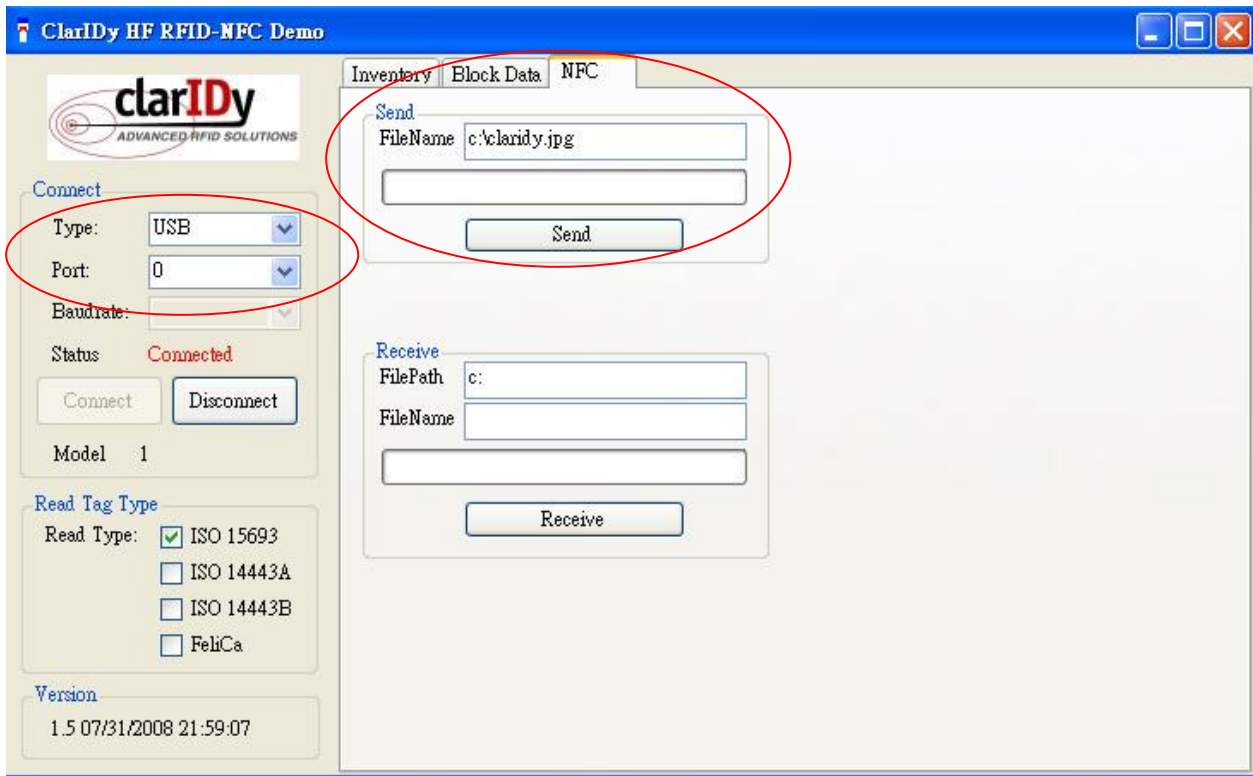 ClarIDy HF RFID-NFC Demo
clarIDy
ADVANCED RFID SOLUTIONS
Connect
Type: USB
Port: 0
Baudrate:
Status Connected
Connect Disconnect
Model 1
Read Tag Type
Read Type: ISO 15693
ISO 14443A
ISO 14443B
FeliCa
Version
1.5 07/31/2008 21:59:07
Inventory Block Data NFC
Send
FileName c:\claridy.jpg
Send
Receive
FilePath c:
FileName
Receive